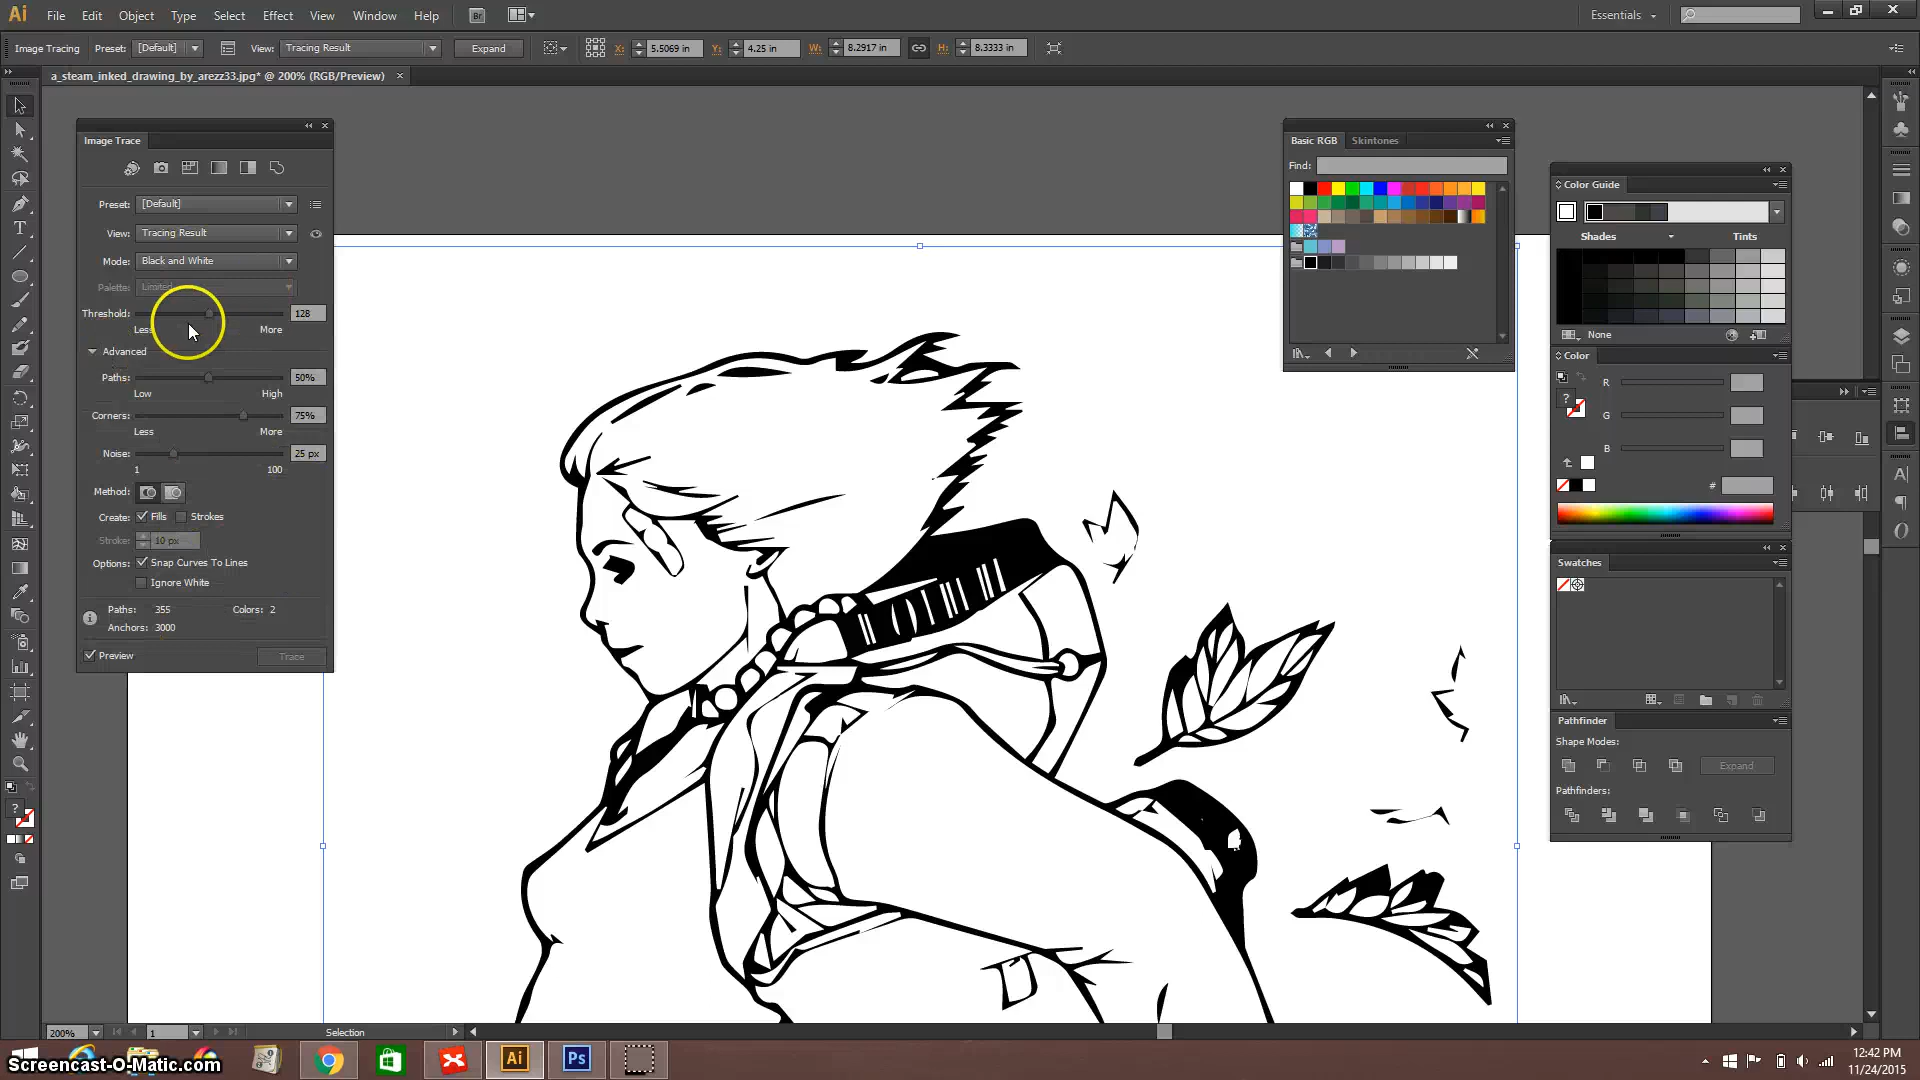 Ai File Edit Object Type Select Effect View Window Help Br Essentials
Image Tracing Preset: [Default] View: Tracing Result Expand X: 5.5069 in Y: 4.25 in W: 8.2917 in H: 8.3333 in
a_steam_inked_drawing_by_arezz33.jpg* @ 200% (RGB/Preview)
Image Trace
Preset: [Default]
View: Tracing Result
Mode: Black and White
Palette: Limited
Threshold: 128
Less More
Advanced
Paths: 50%
Low High
Corners: 75%
Less More
Noise: 25 px
1 100
Method:
Create: Fills Strokes
Stroke: 10 px
Options: Snap Curves To Lines
Ignore White
Paths: 355 Colors: 2
Anchors: 3000
Preview Trace
Basic RGB Skintones
Find:
Color Guide
Shades Tints
None
Color
R
G
B
#
Swatches
Pathfinder
Shape Modes:
Expand
Pathfinders:
200% 1 Selection
Screencast-O-Matic.com
Ai Ps
12:42 PM
11/24/2015